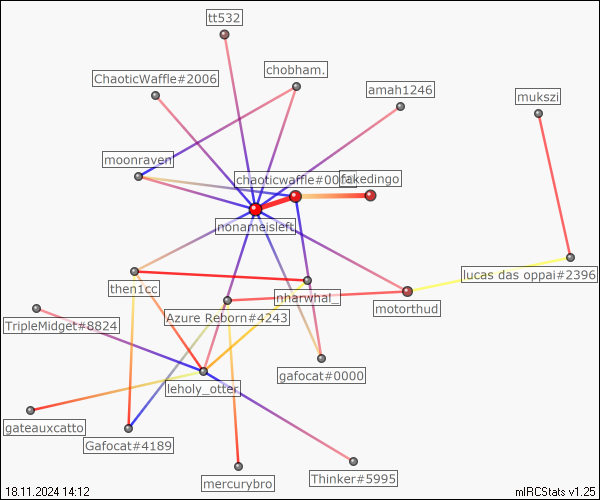 tt532
chobham.
ChaoticWaffle#2006
amah1246
mukszi
moonraven
chaoticwaffle#00
fakedingo
nonameisleft
lucas das oppai#2396
then1cc
nharwhal_
motorthud
Azure Reborn#4243
TripleMidget#8824
gafocat#0000
leholy_otter
gateauxcatto
Gafocat#4189
mercurybro
Thinker#5995
18.11.2024 14:12
mIRCStats v1.25